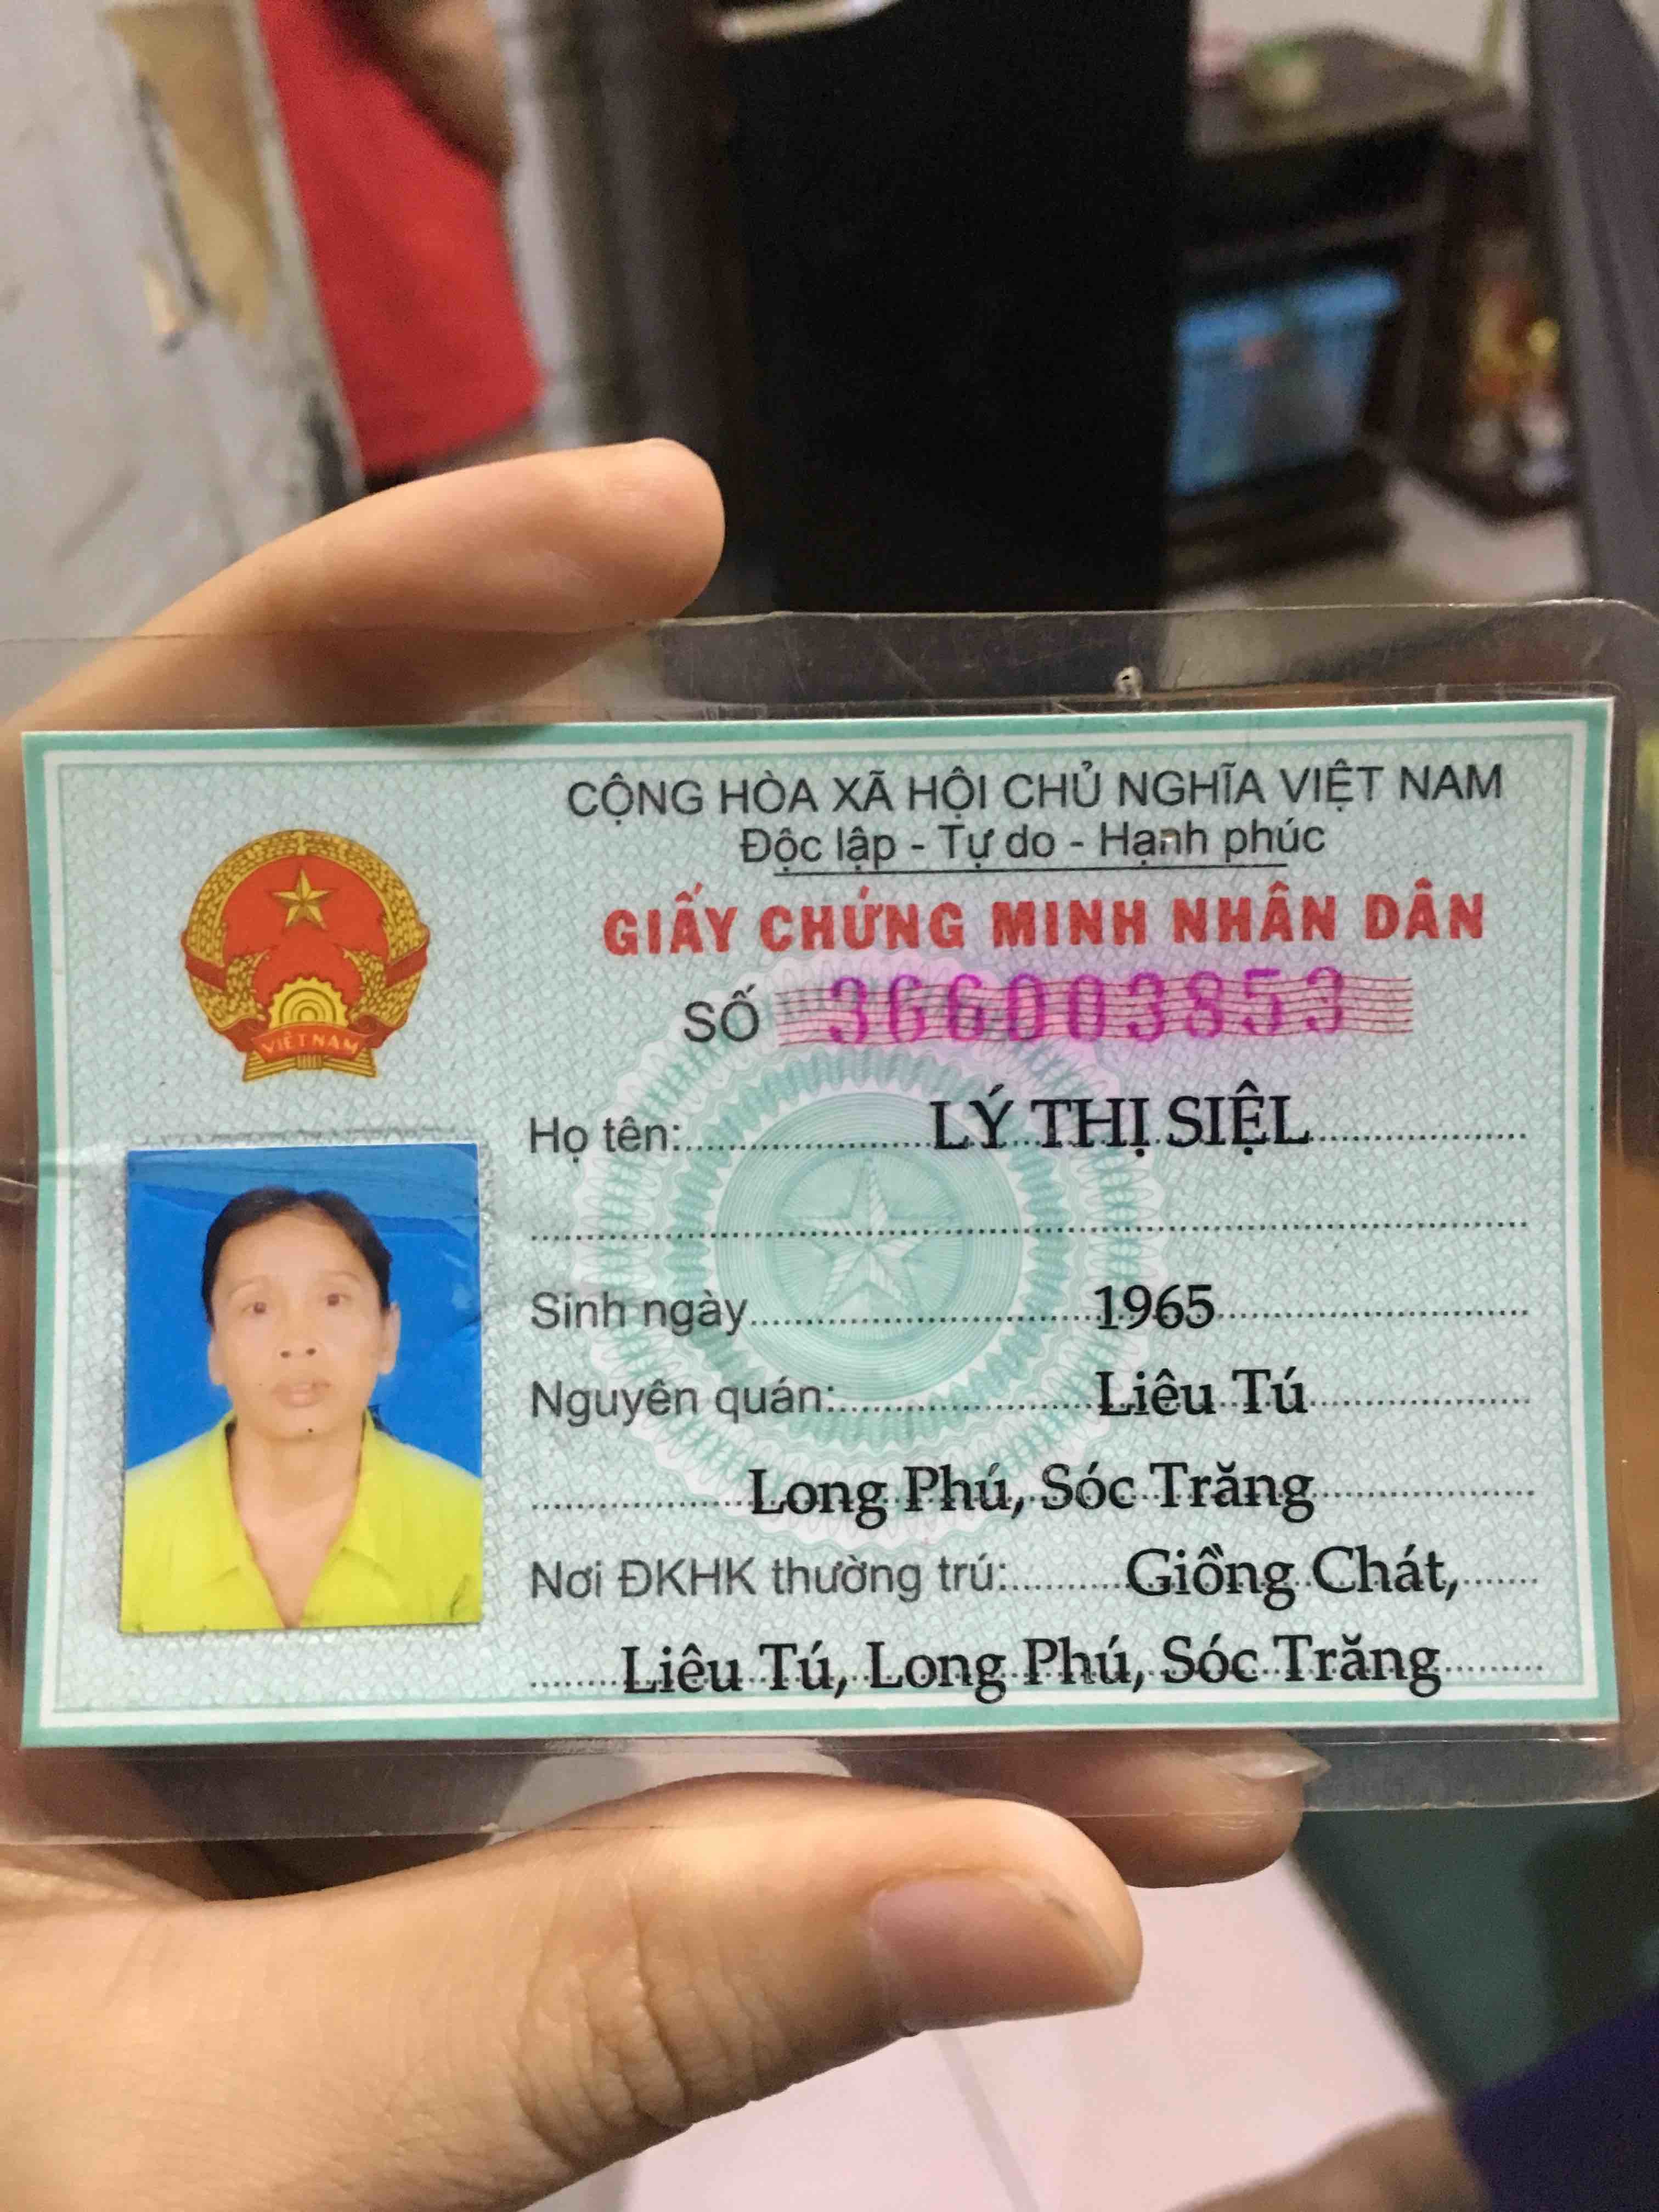 CỘNG HÒA XÃ HỘI CHỦ NGHĨA VIỆT NAM
Độc lập - Tự do - Hạnh phúc
GIẤY CHỨNG MINH NHÂN DÂN
SỐ 366003853
VIỆT NAM
Họ tên: LÝ THỊ SIỆL
Sinh ngày 1965
Nguyên quán: Liêu Tú
Long Phú, Sóc Trăng
Nơi ĐKHK thường trú: Giồng Chát,
Liêu Tú, Long Phú, Sóc Trăng